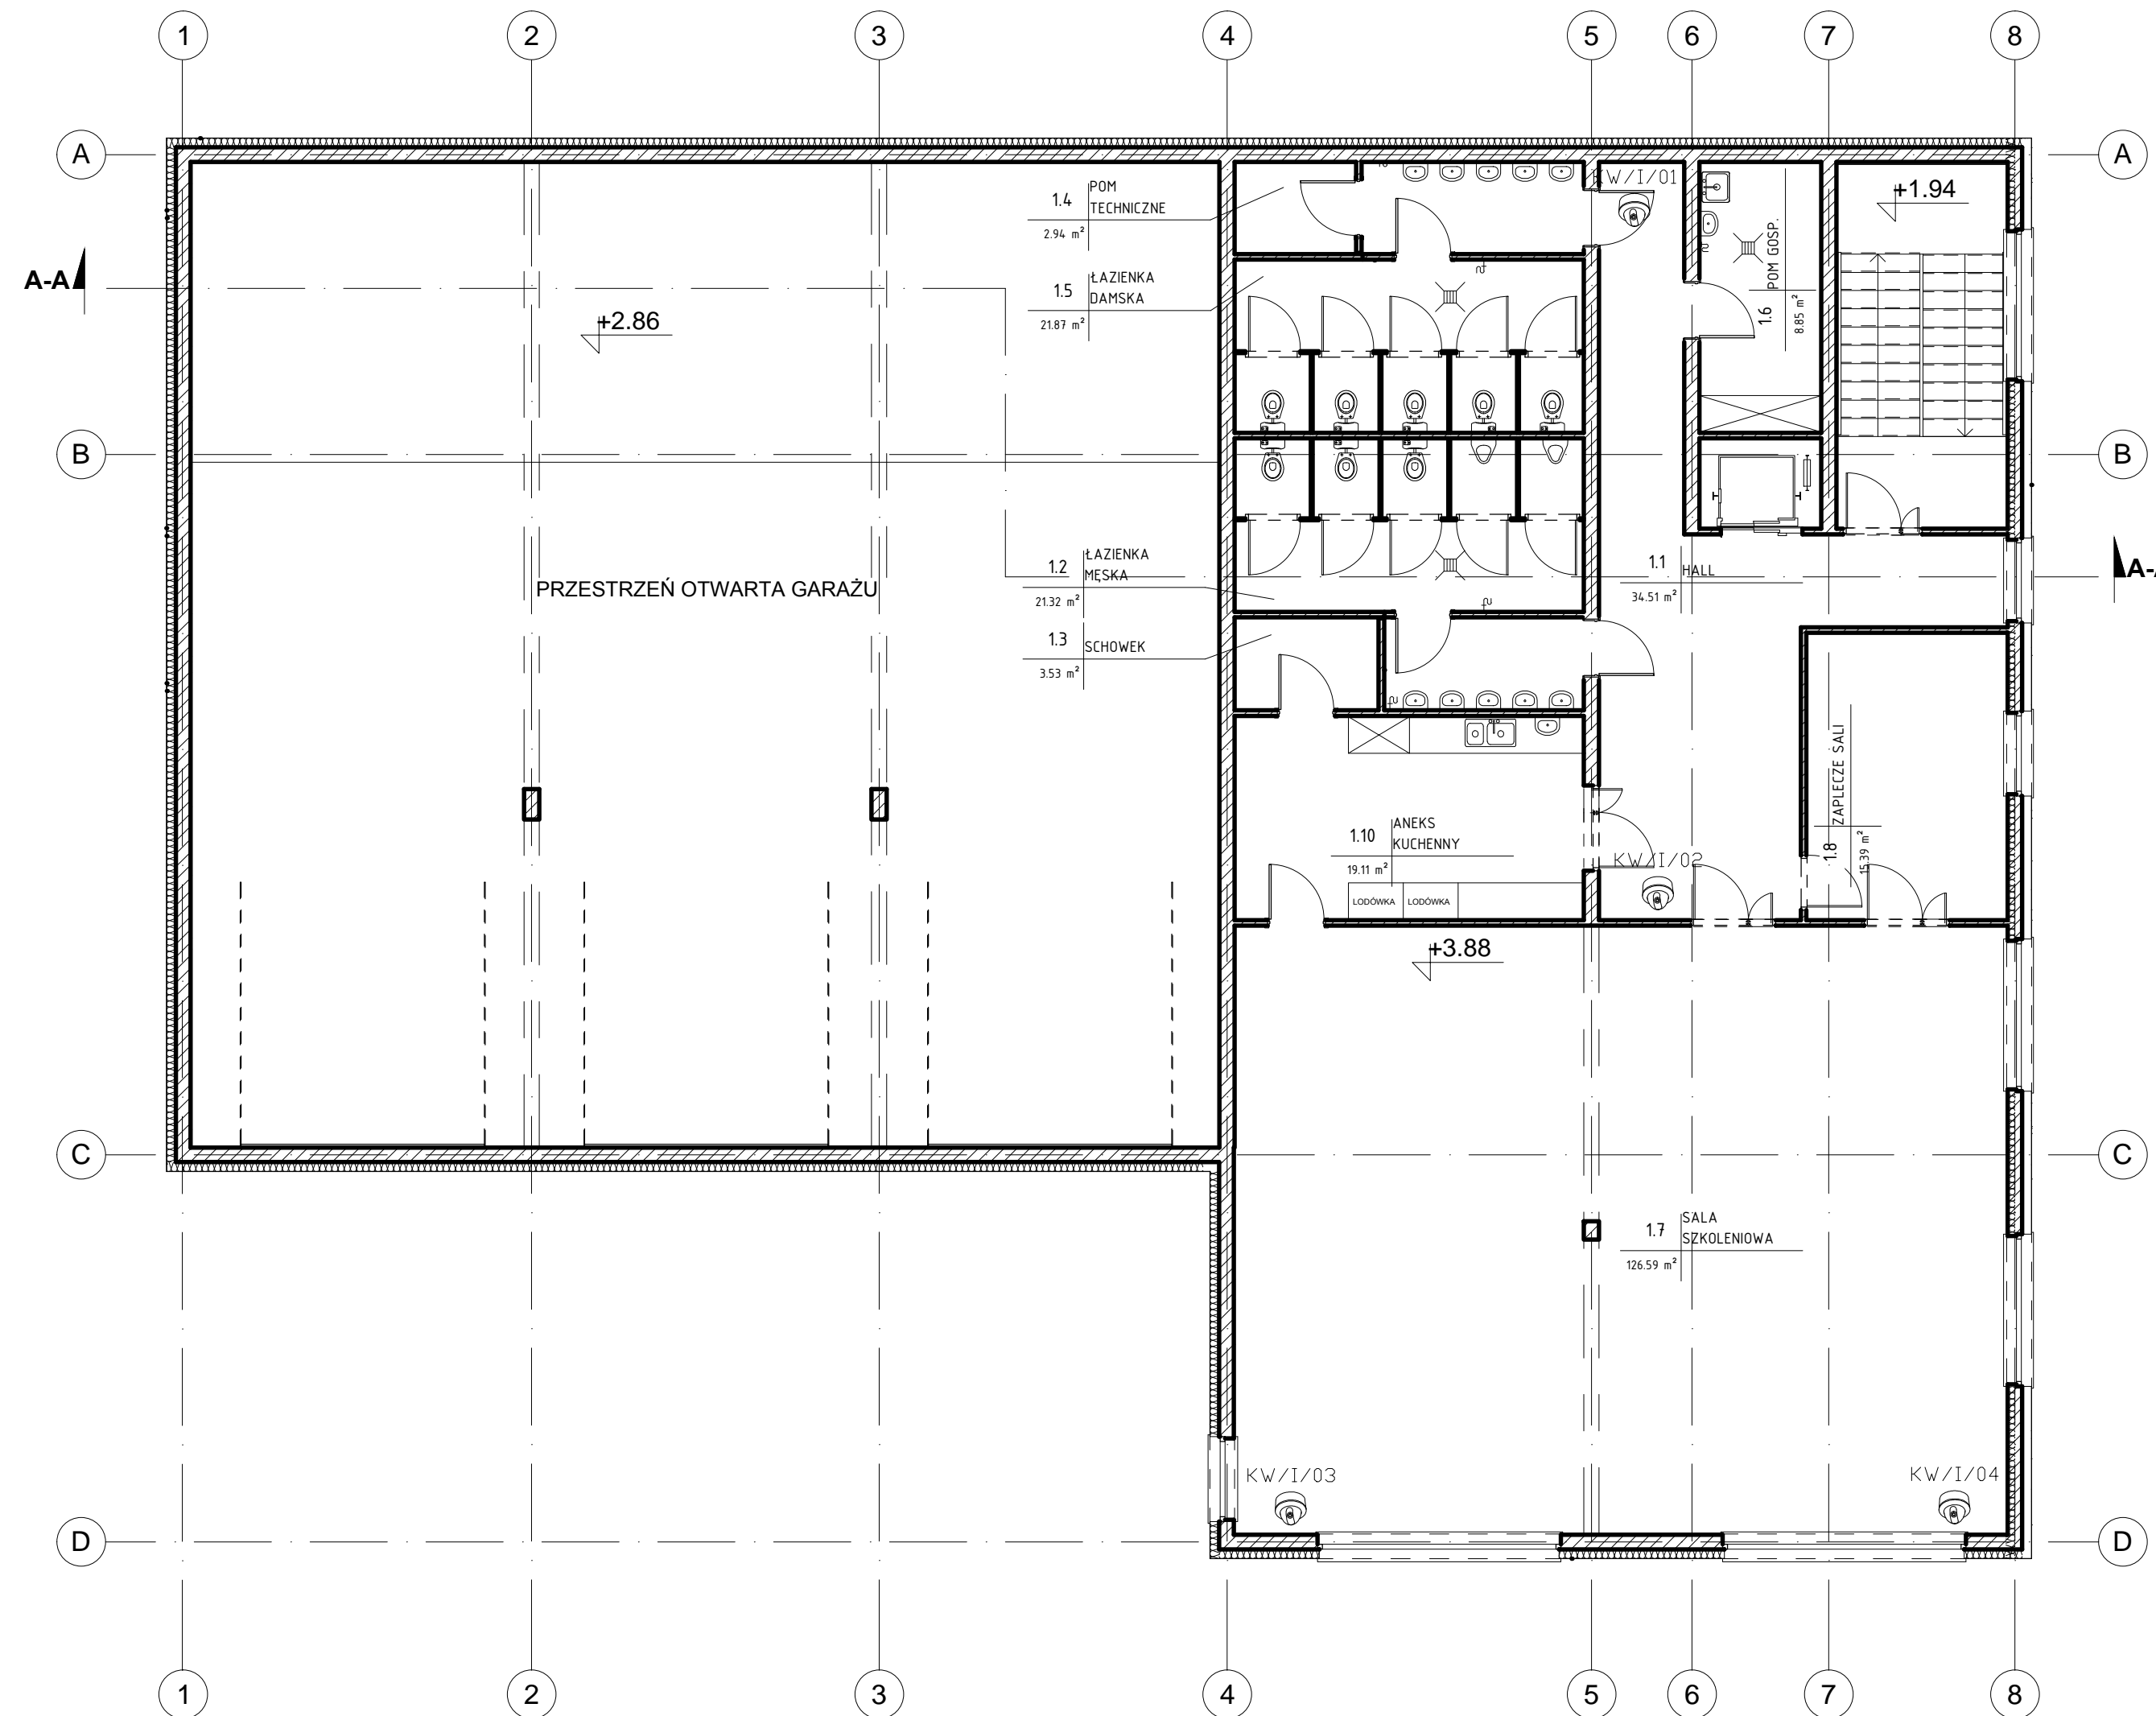 1 2 3 4 5 6 7 8
A A
KW/I/01
+1.94
1.4 POM
TECHNICZNE
2.94 m²
POM GOSP.
1.6
8.85 m²
A-A
1.5 ŁAZIENKA
DAMSKA
21.87 m²
+2.86
B B
1.2 ŁAZIENKA
MĘSKA
21.32 m²
A-A
PRZESTRZEŃ OTWARTA GARAŻU
1.1 HALL
34.51 m²
1.3 SCHOWEK
3.53 m²
ZAPLECZE SALI
1.8
15.39 m²
1.10 ANEKS
KUCHENNY
19.11 m²
KW/I/02
LODÓWKA LODÓWKA
+3.88
C C
1.7 SALA
SZKOLENIOWA
126.59 m²
KW/I/03
KW/I/04
D D
1 2 3 4 5 6 7 8